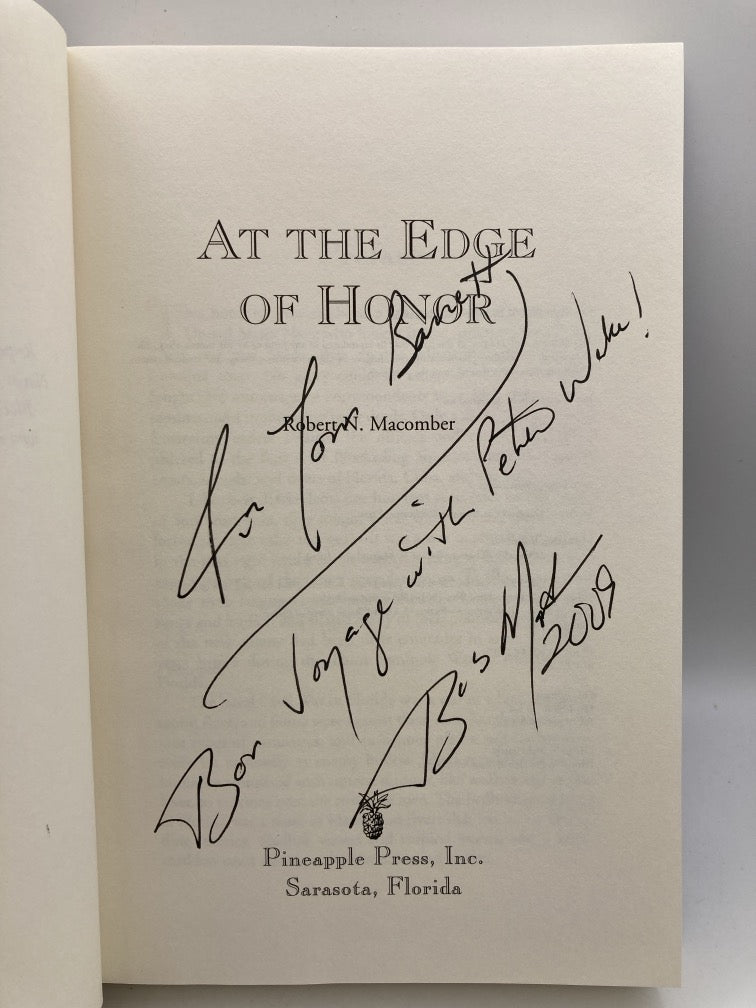 AT THE EDGE
OF HONOR
Robert N. Macomber
For Tom Barrett
Bon Voyage with Peter Wake!
Bob
2009
Pineapple Press, Inc.
Sarasota, Florida